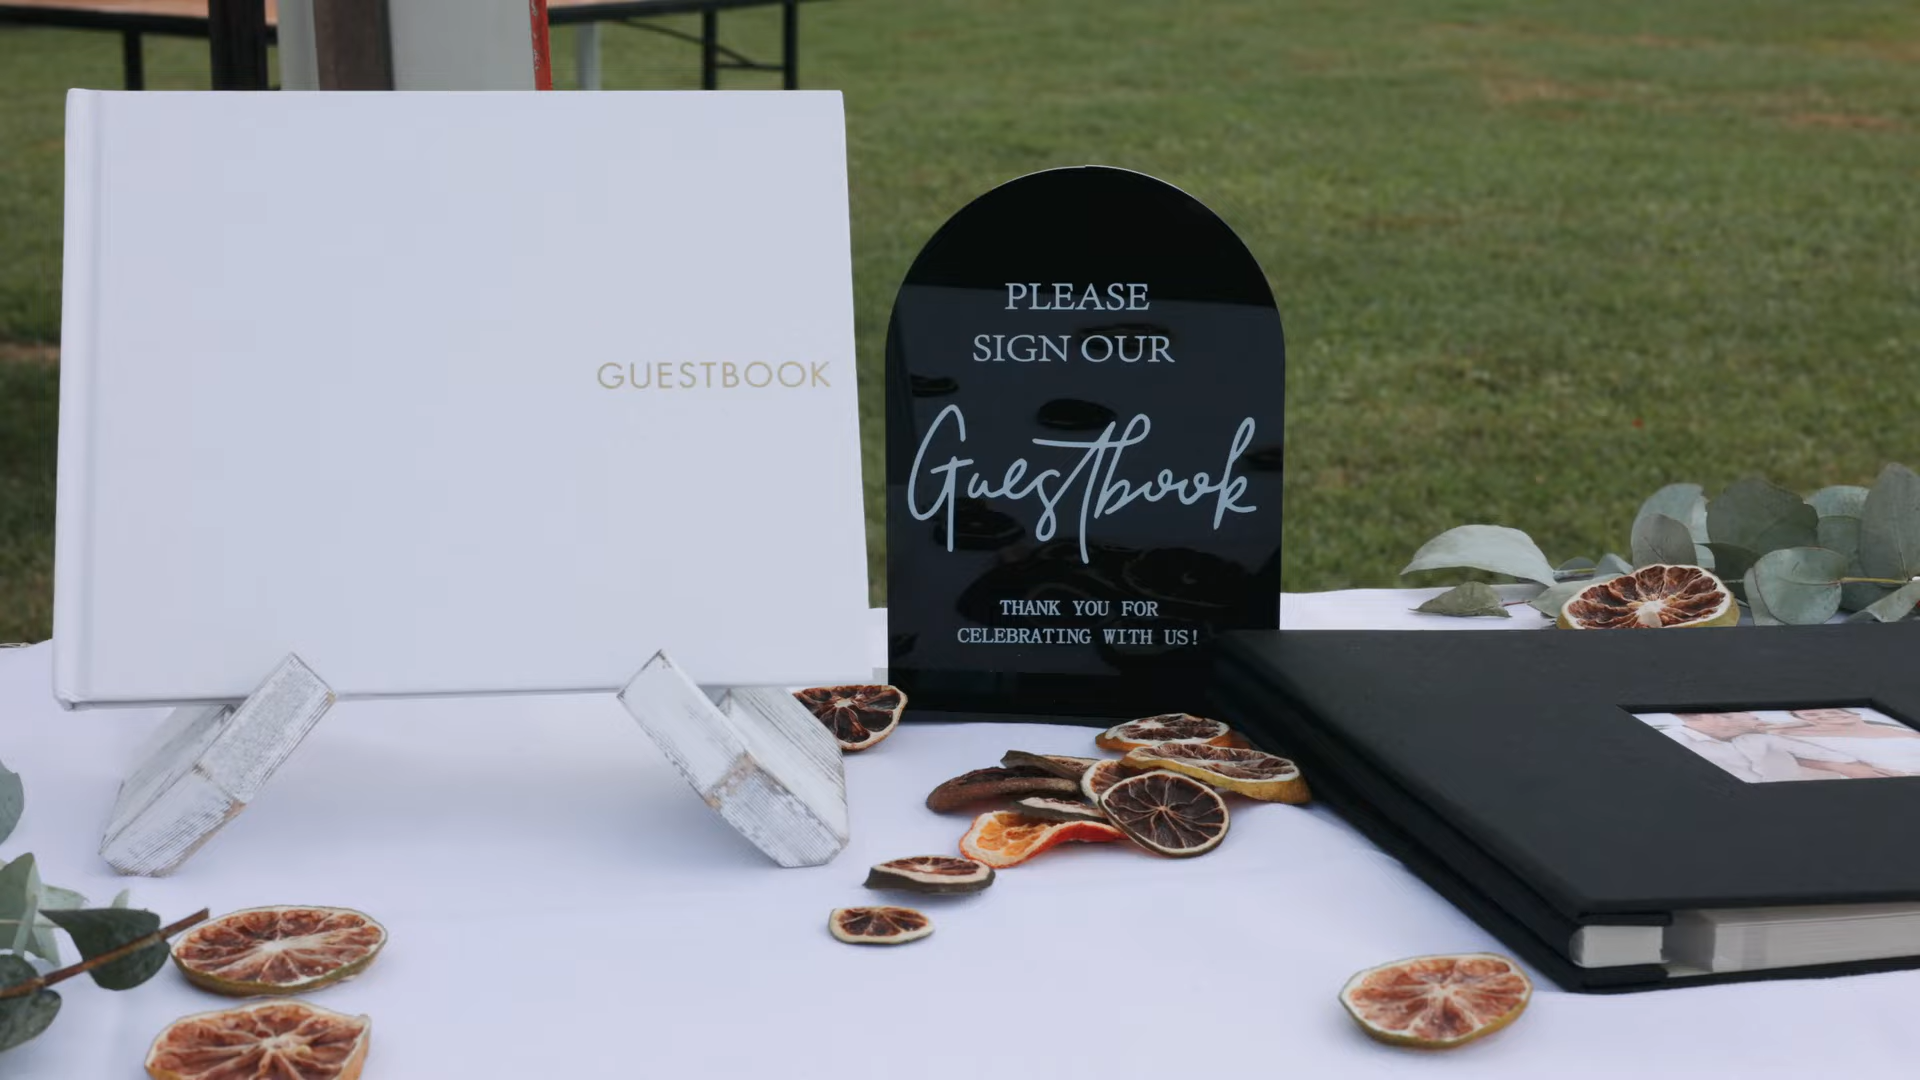 GUESTBOOK
PLEASE
SIGN OUR
Guestbook
THANK YOU FOR
CELEBRATING WITH US!